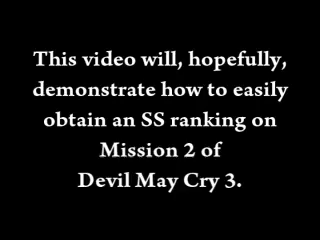 This video will, hopefully,
demonstrate how to easily
obtain an SS ranking on
Mission 2 of
Devil May Cry 3.